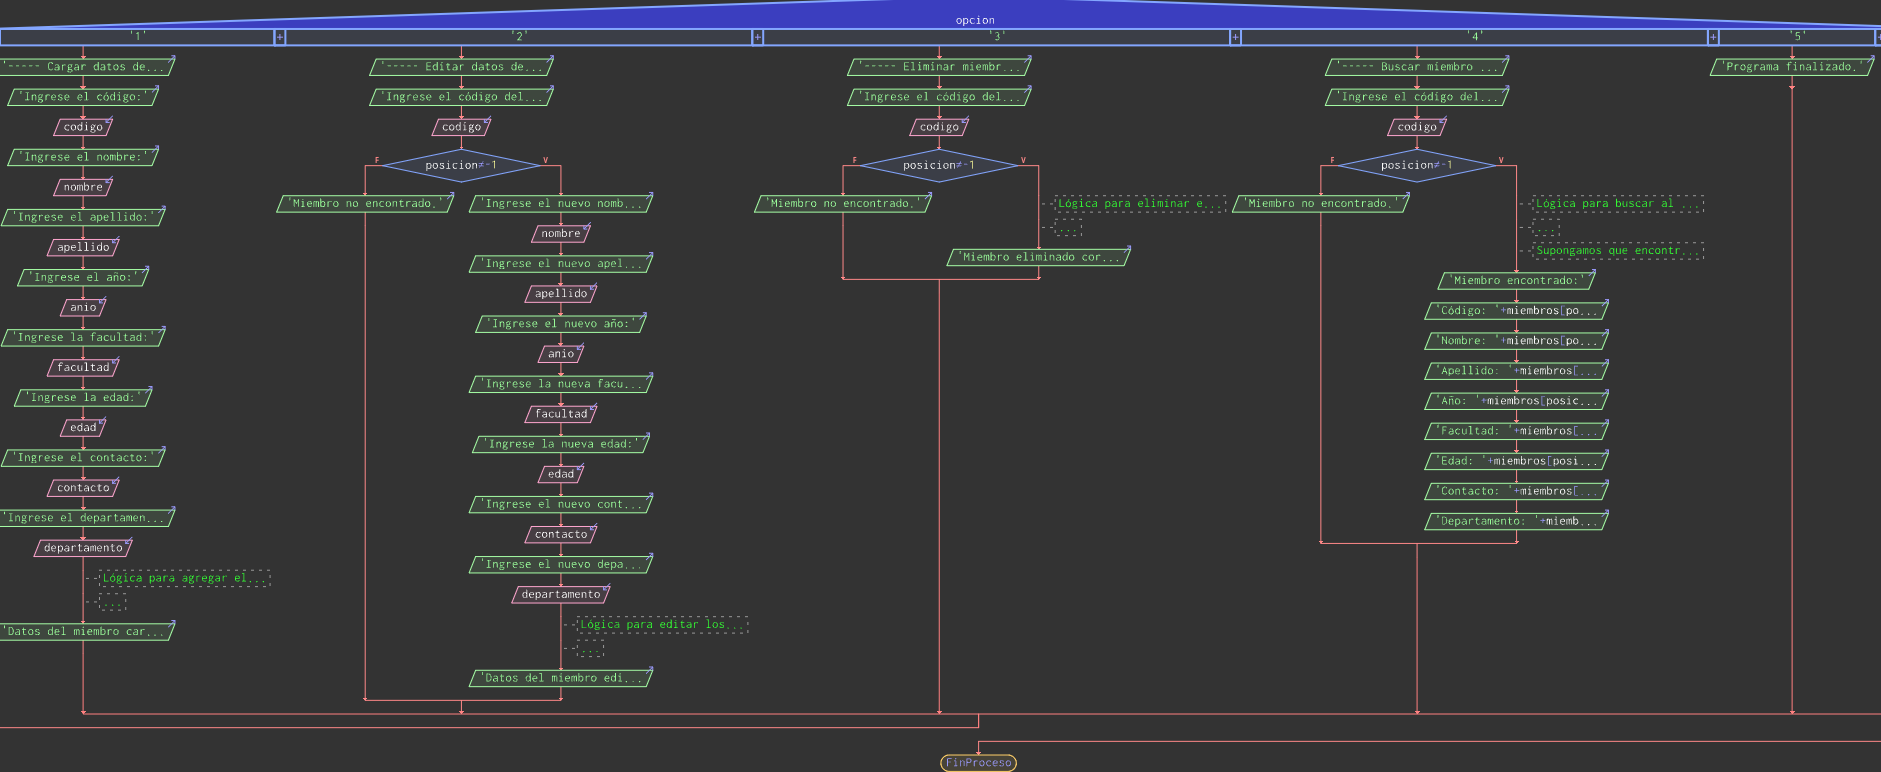 opcion
'1'
'2'
'3'
'4'
'5'
'----- Cargar datos de...
'Ingrese el código:'
codigo
'Ingrese el nombre:'
nombre
'Ingrese el apellido:'
apellido
'Ingrese el año:'
anio
'Ingrese la facultad:'
facultad
'Ingrese la edad:'
edad
'Ingrese el contacto:'
contacto
'Ingrese el departamen...
departamento
Lógica para agregar el...
...
'Datos del miembro car...
'----- Editar datos de...
'Ingrese el código del...
codigo
F
posicion≠-1
V
'Miembro no encontrado.'
'Ingrese el nuevo nomb...
nombre
'Ingrese el nuevo apel...
apellido
'Ingrese el nuevo año:'
anio
'Ingrese la nueva facu...
facultad
'Ingrese la nueva edad:'
edad
'Ingrese el nuevo cont...
contacto
'Ingrese el nuevo depa...
departamento
Lógica para editar los...
...
'Datos del miembro edi...
'----- Eliminar miembr...
'Ingrese el código del...
codigo
F
posicion≠-1
V
'Miembro no encontrado.'
Lógica para eliminar e...
...
'Miembro eliminado cor...
'----- Buscar miembro ...
'Ingrese el código del...
codigo
F
posicion≠-1
V
'Miembro no encontrado.'
Lógica para buscar al ...
...
Supongamos que encontr...
'Miembro encontrado:'
'Código: '+miembros[po...
'Nombre: '+miembros[po...
'Apellido: '+miembros[...
'Año: '+miembros[posic...
'Facultad: '+miembros[...
'Edad: '+miembros[posi...
'Contacto: '+miembros[...
'Departamento: '+miemb...
'Programa finalizado.'
FinProceso